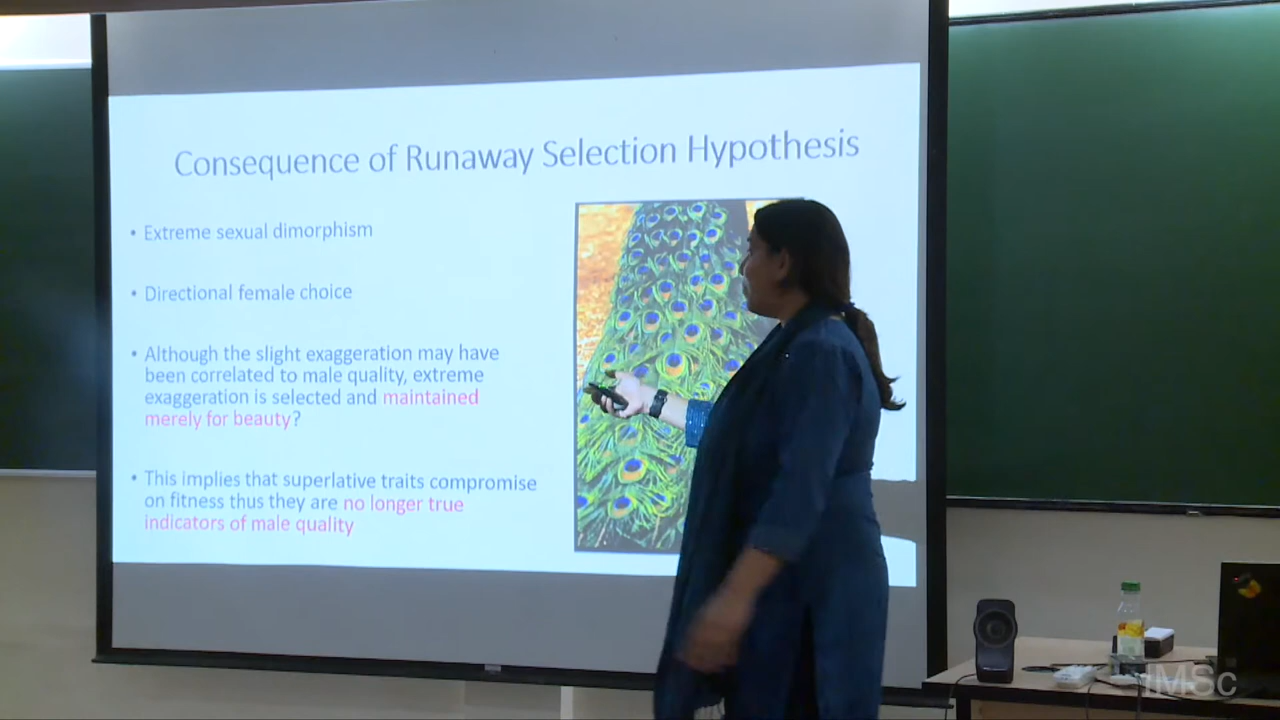 Consequence of Runaway Selection Hypothesis
• Extreme sexual dimorphism
• Directional female choice
• Although the slight exaggeration may have
been correlated to male quality, extreme
exaggeration is selected and maintained
merely for beauty?
• This implies that superlative traits compromise
on fitness thus they are no longer true
indicators of male quality
IMSc